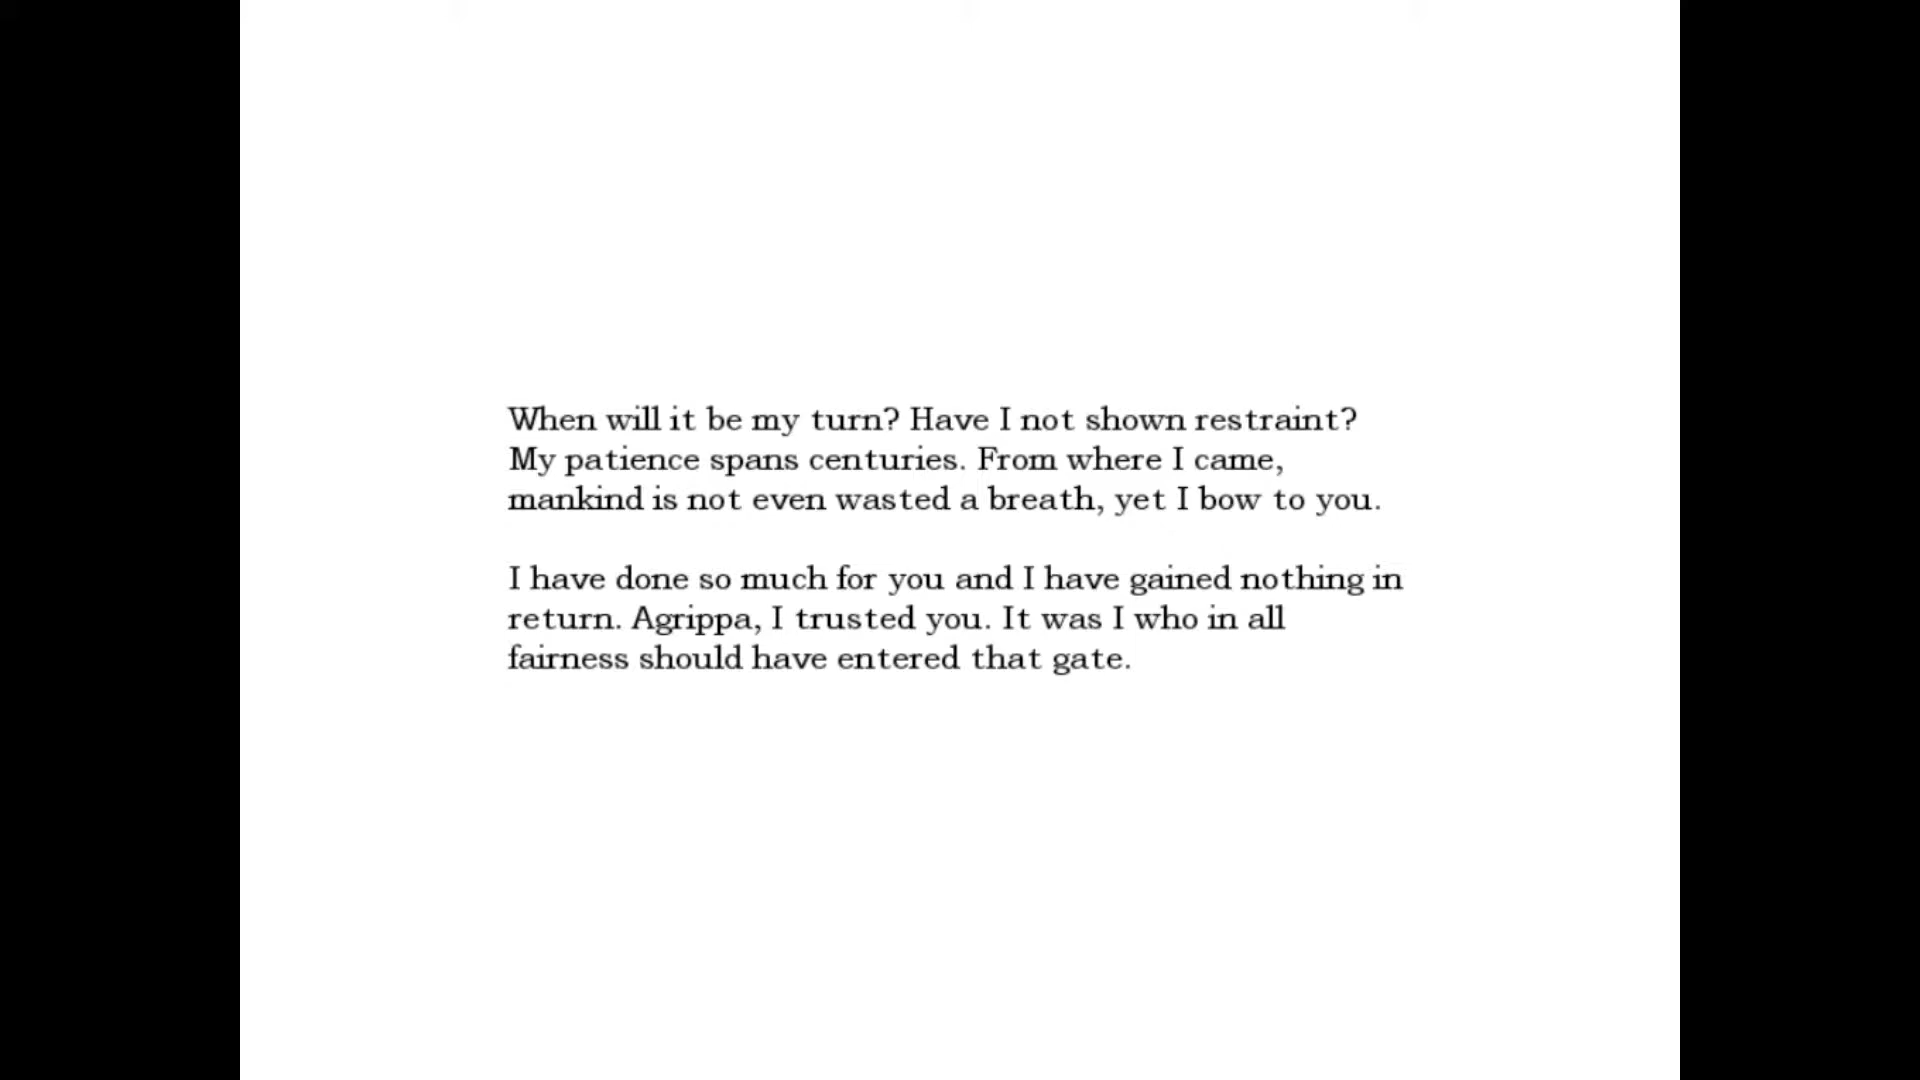 When will it be my turn? Have I not shown restraint?
My patience spans centuries. From where I came,
mankind is not even wasted a breath, yet I bow to you.
I have done so much for you and I have gained nothing in
return. Agrippa, I trusted you. It was I who in all
fairness should have entered that gate.